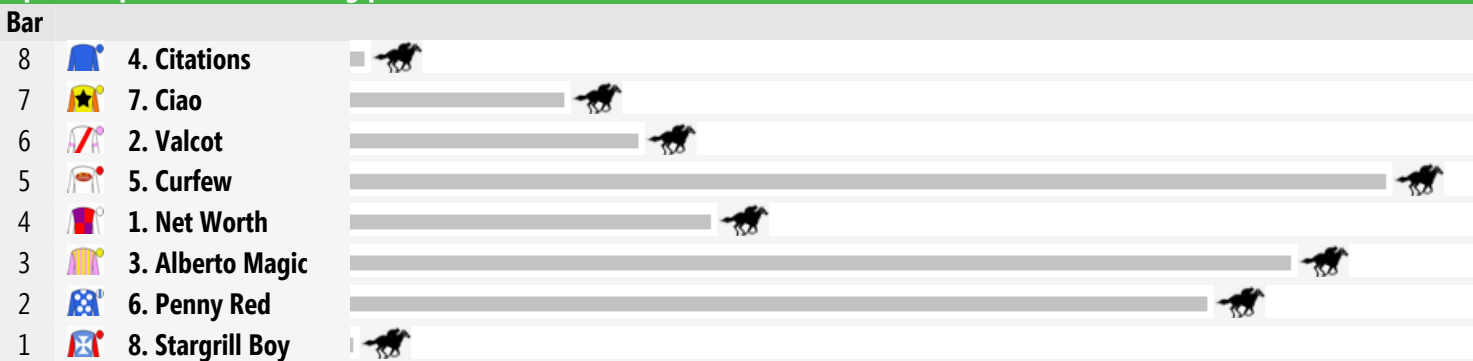 Bar
8 4. Citations
7 7. Ciao
6 2. Valcot
5 5. Curfew
4 1. Net Worth
3 3. Alberto Magic
2 6. Penny Red
1 8. Stargrill Boy